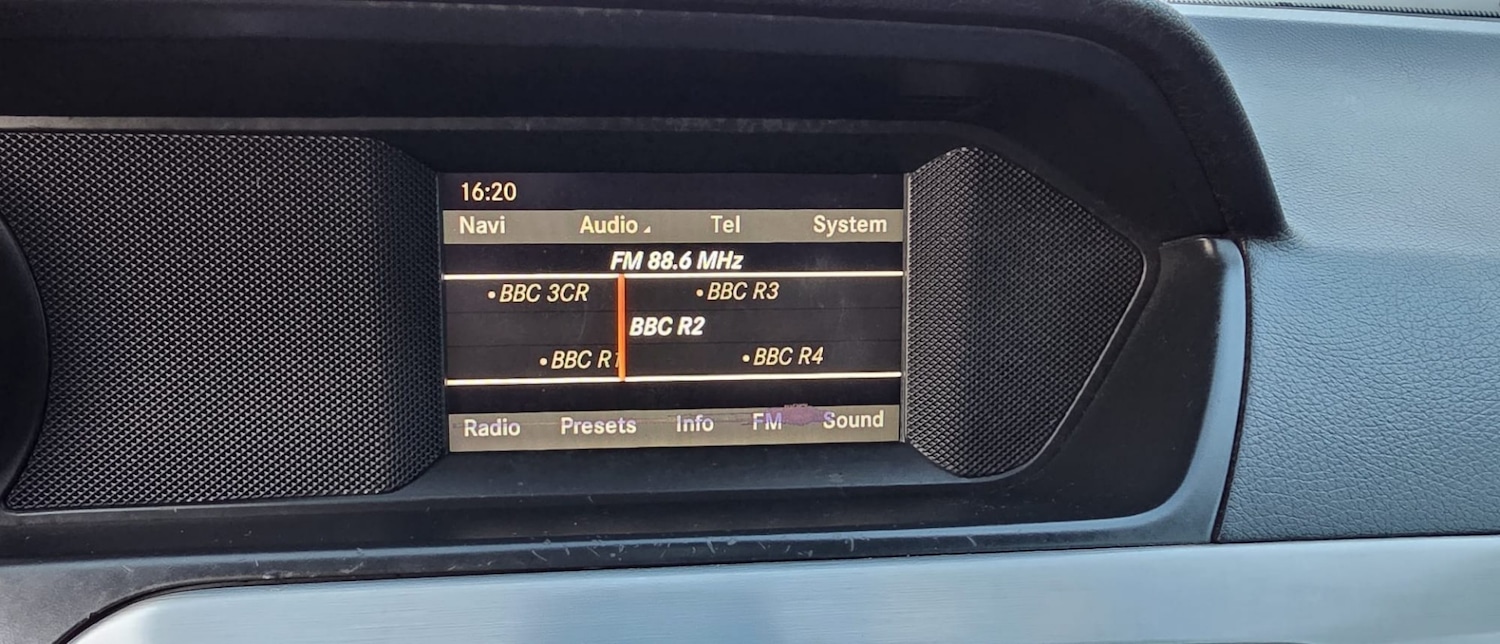 16:20
Navi Audio Tel System
FM 88.6 MHz
• BBC 3CR • BBC R3
BBC R2
• BBC R1 • BBC R4
Radio Presets Info FM Sound